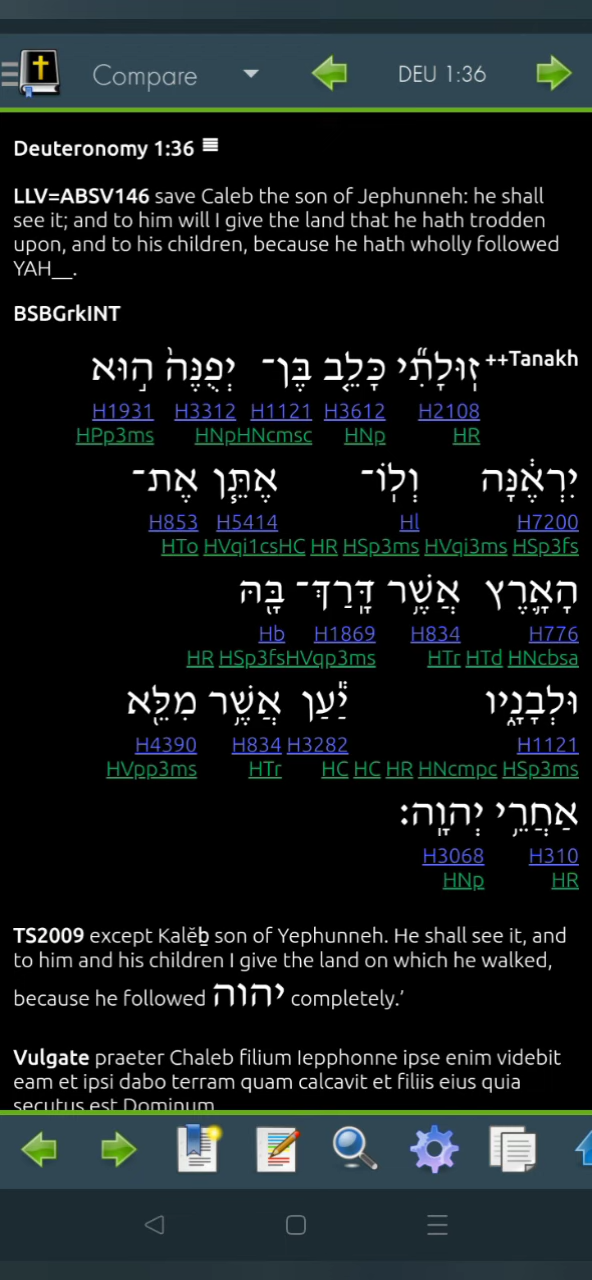 Compare
DEU 1:36
Deuteronomy 1:36
LLV=ABSV146 save Caleb the son of Jephunneh: he shall
see it; and to him will I give the land that he hath trodden
upon, and to his children, because he hath wholly followed
YAH__.
BSBGrkINT
++Tanakh זֽוּלָתִ֞י כָּלֵ֤ב בֶּן־ יְפֻנֶּה֙ ה֣וּא
H1931 H3312 H1121 H3612 H2108
HPp3ms HNpHNcmsc HNp HR
יִרְאֶ֔נָּה וְלֽוֹ־ אֶתֵּ֧ן אֶת־
H853 H5414 Hl H7200
HTo HVqi1csHC HR HSp3ms HVqi3ms HSp3fs
הָאָ֛רֶץ אֲשֶׁ֥ר דָּֽרַךְ־ בָּ֖הּ
Hb H1869 H834 H776
HR HSp3fsHVqp3ms HTr HTd HNcbsa
וּלְבָנָ֑יו יַ֕עַן אֲשֶׁ֥ר מִלֵּ֖א
H4390 H834 H3282 H1121
HVpp3ms HTr HC HC HR HNcmpc HSp3ms
אַחֲרֵ֥י יְהוָֽה׃
H3068 H310
HNp HR
TS2009 except Kalĕḇ son of Yephunneh. He shall see it, and
to him and his children I give the land on which he walked,
because he followed יהוה completely.’
Vulgate praeter Chaleb filium Iepphonne ipse enim videbit
eam et ipsi dabo terram quam calcavit et filiis eius quia
secutus est Dominum